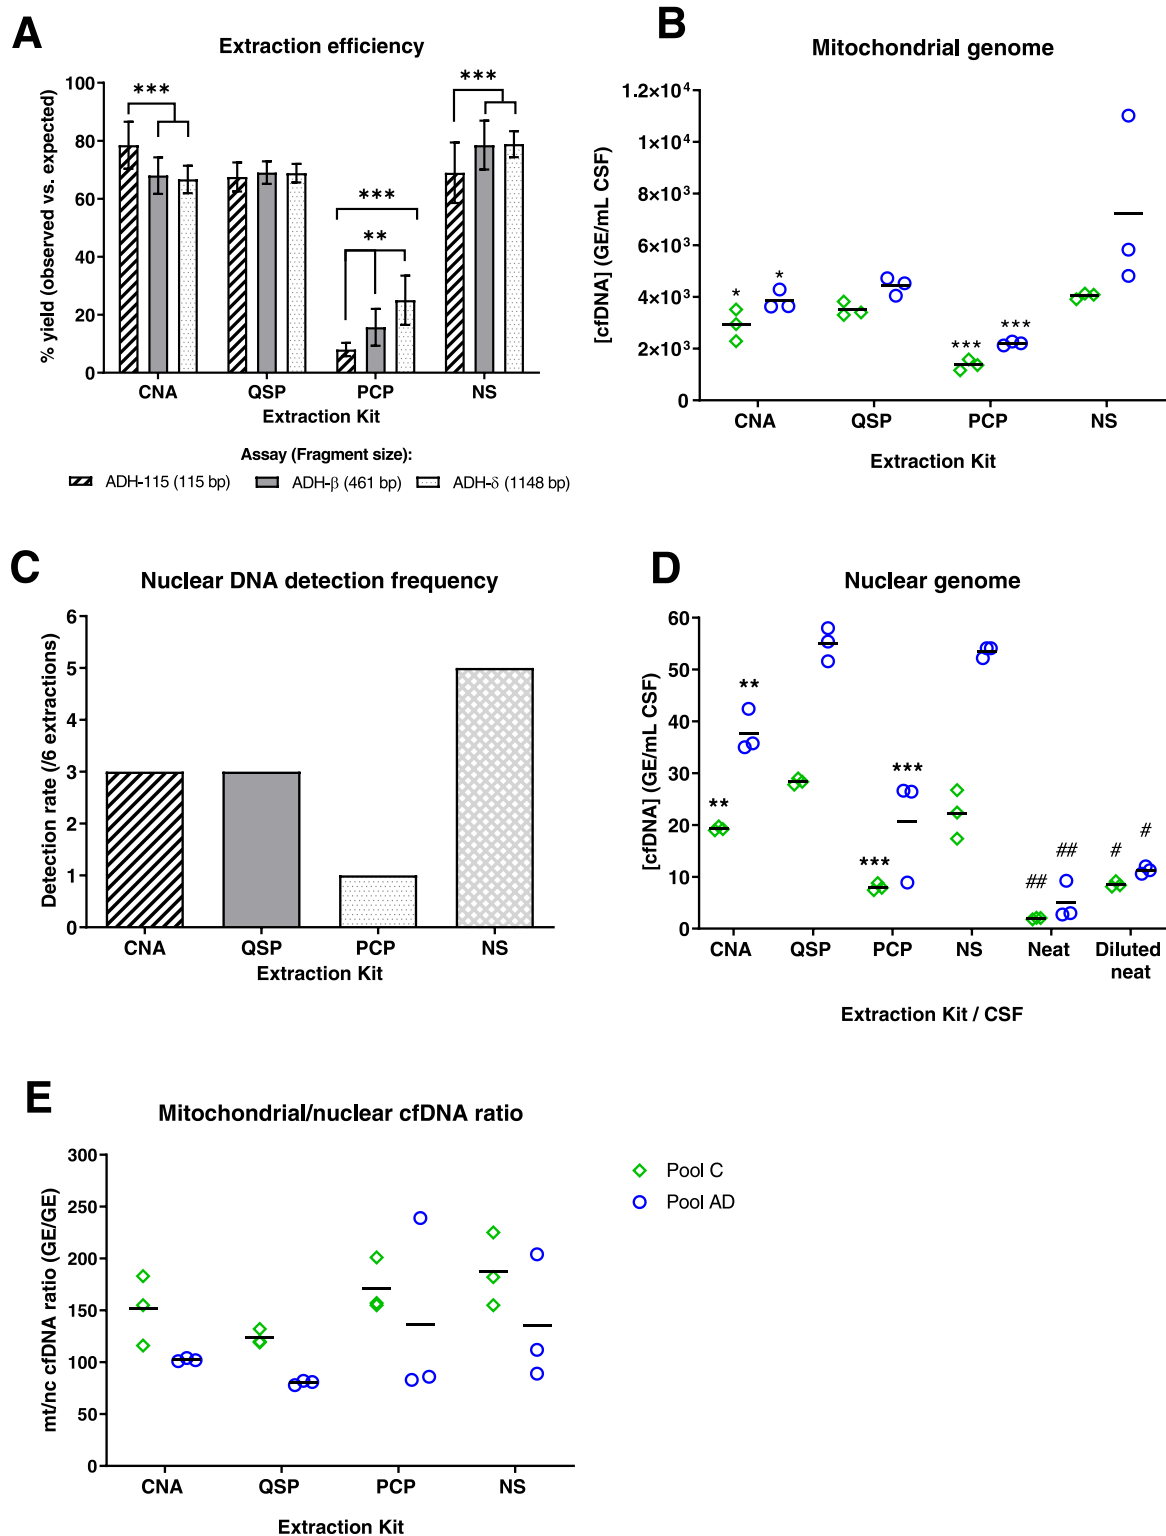 A
Extraction efficiency
% yield (observed vs. expected)
100
80
60
40
20
0
***
***
**
***
CNA
QSP
PCP
NS
Extraction Kit
Assay (Fragment size):
ADH-115 (115 bp)
ADH-β (461 bp)
ADH-δ (1148 bp)
B
Mitochondrial genome
[cfDNA] (GE/mL CSF)
1.2×10⁴
1×10⁴
8×10³
6×10³
4×10³
2×10³
0
*
*
***
***
CNA
QSP
PCP
NS
Extraction Kit
C
Nuclear DNA detection frequency
Detection rate (/6 extractions)
6
5
4
3
2
1
0
CNA
QSP
PCP
NS
Extraction Kit
D
Nuclear genome
[cfDNA] (GE/mL CSF)
60
50
40
30
20
10
0
**
**
***
***
##
##
#
#
CNA
QSP
PCP
NS
Neat
Diluted
neat
Extraction Kit / CSF
E
Mitochondrial/nuclear cfDNA ratio
mt/nc cfDNA ratio (GE/GE)
300
250
200
150
100
50
0
CNA
QSP
PCP
NS
Extraction Kit
Pool C
Pool AD